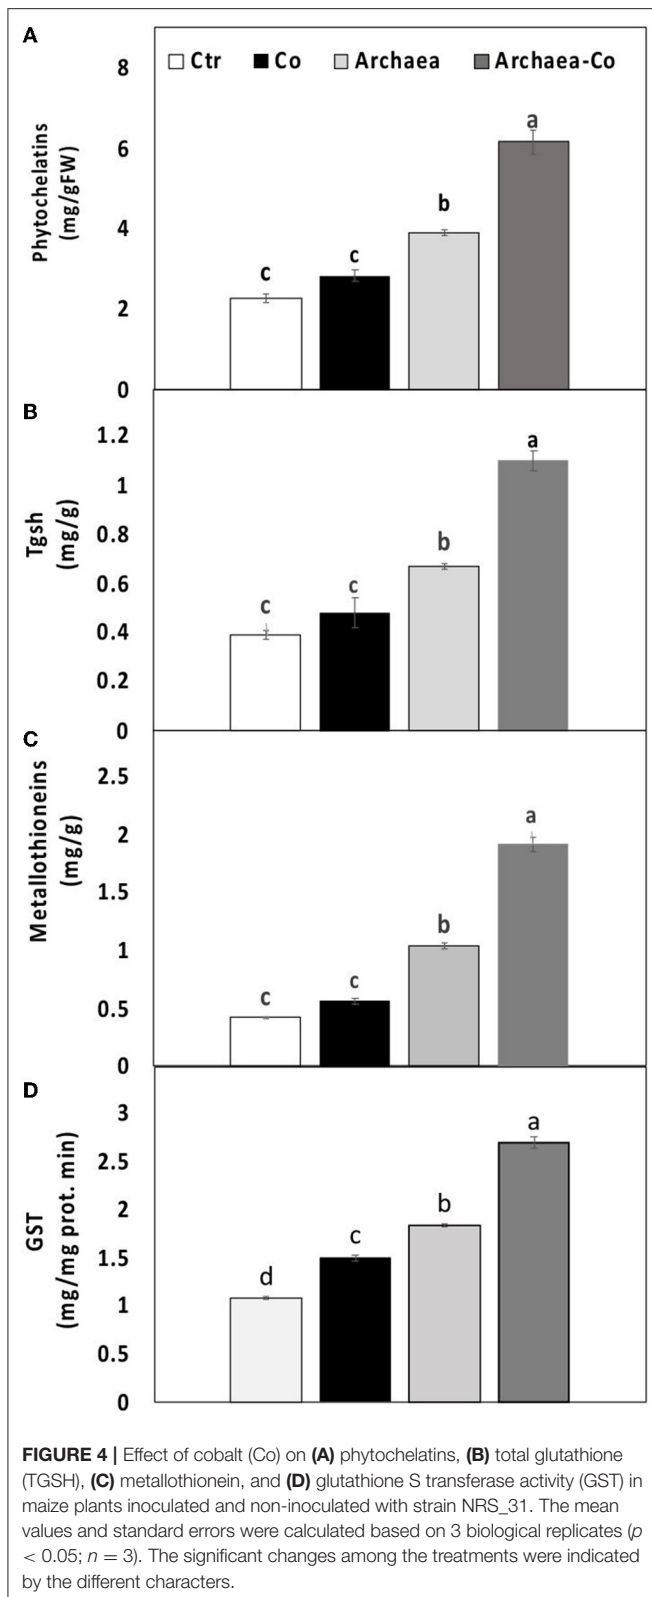 A
Ctr Co Archaea Archaea-Co
Phytochelatins
(mg/gFW)
8
6
4
2
0
c
c
b
a
B
Tgsh
(mg/g)
1.2
1
0.8
0.6
0.4
0.2
0
c
c
b
a
C
Metallothioneins
(mg/g)
2.5
2
1.5
1
0.5
0
c
c
b
a
D
GST
(mg/mg prot. min)
3
2.5
2
1.5
1
0.5
0
d
c
b
a
FIGURE 4 | Effect of cobalt (Co) on (A) phytochelatins, (B) total glutathione
(TGSH), (C) metallothionein, and (D) glutathione S transferase activity (GST) in
maize plants inoculated and non-inoculated with strain NRS_31. The mean
values and standard errors were calculated based on 3 biological replicates (p
< 0.05; n = 3). The significant changes among the treatments were indicated
by the different characters.